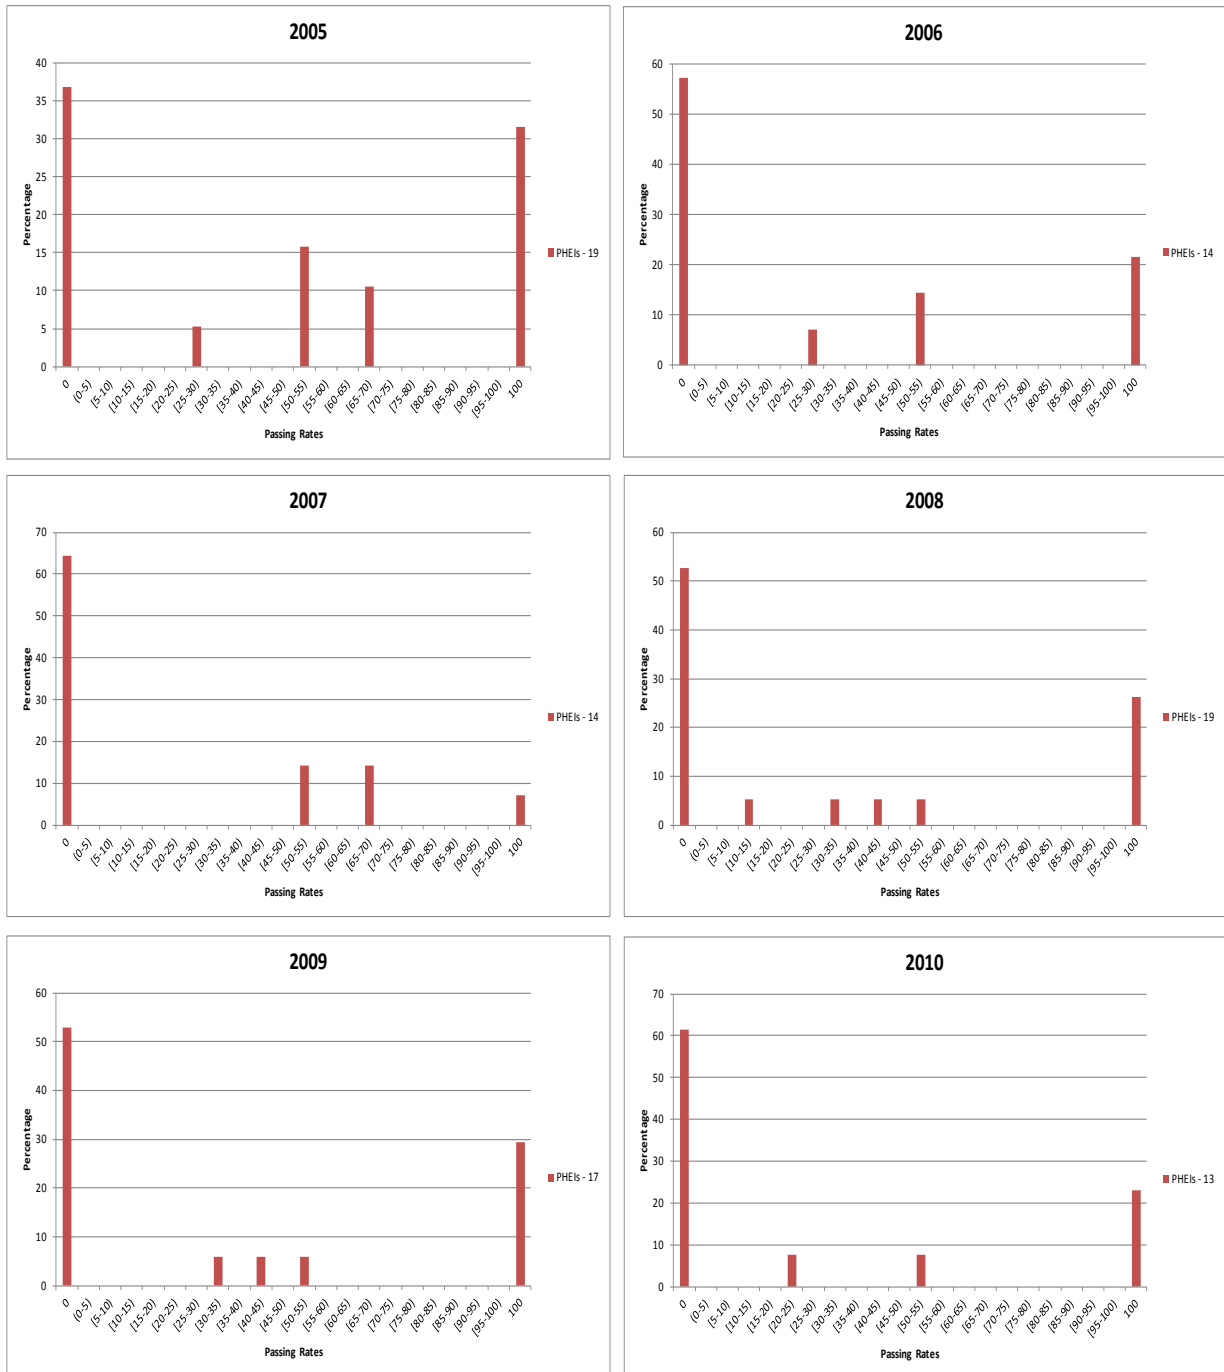 2005
40
35
30
25
20
15
10
5
0
Percentage
0 (0-5) [5-10) [10-15) [15-20) [20-25) [25-30) [30-35) [35-40) [40-45) [45-50) [50-55) [55-60) [60-65) [65-70) [70-75) [75-80) [80-85) [85-90) [90-95) [95-100) 100
Passing Rates
PHEIs - 19
2006
60
50
40
30
20
10
0
Percentage
0 (0-5) [5-10) [10-15) [15-20) [20-25) [25-30) [30-35) [35-40) [40-45) [45-50) [50-55) [55-60) [60-65) [65-70) [70-75) [75-80) [80-85) [85-90) [90-95) [95-100) 100
Passing Rates
PHEIs - 14
2007
70
60
50
40
30
20
10
0
Percentage
0 (0-5) [5-10) [10-15) [15-20) [20-25) [25-30) [30-35) [35-40) [40-45) [45-50) [50-55) [55-60) [60-65) [65-70) [70-75) [75-80) [80-85) [85-90) [90-95) [95-100) 100
Passing Rates
PHEIs - 14
2008
60
50
40
30
20
10
0
Percentage
0 (0-5) [5-10) [10-15) [15-20) [20-25) [25-30) [30-35) [35-40) [40-45) [45-50) [50-55) [55-60) [60-65) [65-70) [70-75) [75-80) [80-85) [85-90) [90-95) [95-100) 100
Passing Rates
PHEIs - 19
2009
60
50
40
30
20
10
0
Percentage
0 (0-5) [5-10) [10-15) [15-20) [20-25) [25-30) [30-35) [35-40) [40-45) [45-50) [50-55) [55-60) [60-65) [65-70) [70-75) [75-80) [80-85) [85-90) [90-95) [95-100) 100
Passing Rates
PHEIs - 17
2010
70
60
50
40
30
20
10
0
Percentage
0 (0-5) [5-10) [10-15) [15-20) [20-25) [25-30) [30-35) [35-40) [40-45) [45-50) [50-55) [55-60) [60-65) [65-70) [70-75) [75-80) [80-85) [85-90) [90-95) [95-100) 100
Passing Rates
PHEIs - 13